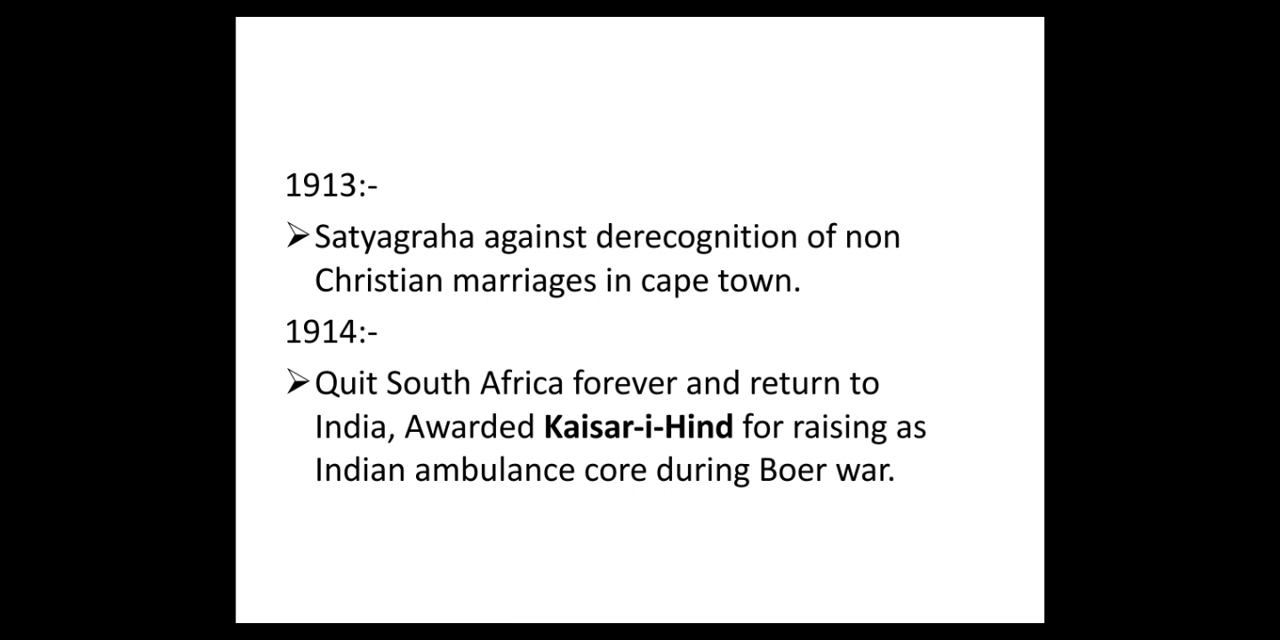 1913:-
➢Satyagraha against derecognition of non
Christian marriages in cape town.
1914:-
➢Quit South Africa forever and return to
India, Awarded Kaisar-i-Hind for raising as
Indian ambulance core during Boer war.